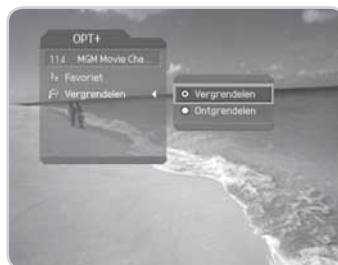 OPT+
114 MGM Movie Cha...
Favoriet
Vergrendelen
Vergrendelen
Ontgrendelen